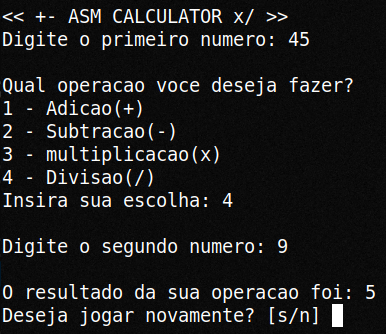 << +- ASM CALCULATOR x/ >>
Digite o primeiro numero: 45
Qual operacao voce deseja fazer?
1 - Adicao(+)
2 - Subtracao(-)
3 - multiplicacao(x)
4 - Divisao(/)
Insira sua escolha: 4
Digite o segundo numero: 9
O resultado da sua operacao foi: 5
Deseja jogar novamente? [s/n]